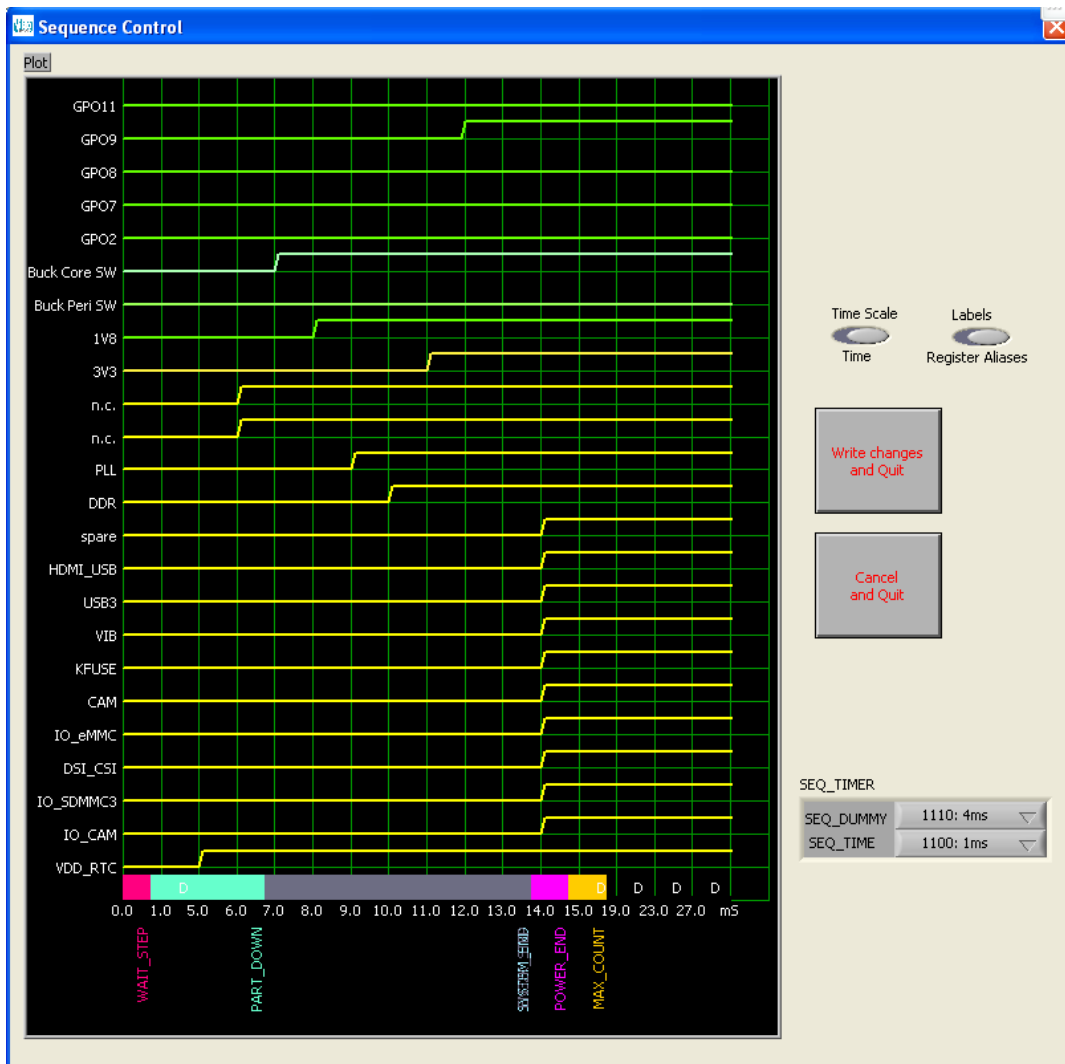 Sequence Control
Plot
GPO11
GPO9
GPO8
GPO7
GPO2
Buck Core SW
Buck Peri SW
1V8
3V3
n.c.
n.c.
PLL
DDR
spare
HDMI_USB
USB3
VIB
KFUSE
CAM
IO_eMMC
DSI_CSI
IO_SDMMC3
IO_CAM
VDD_RTC
D D D D D
0.0 1.0 5.0 6.0 7.0 8.0 9.0 10.0 11.0 12.0 13.0 14.0 15.0 19.0 23.0 27.0 mS
WAIT_STEP
PART_DOWN
POWER_END
MAX_COUNT
Time Scale
Time
Labels
Register Aliases
Write changes
and Quit
Cancel
and Quit
SEQ_TIMER
SEQ_DUMMY 1110: 4ms
SEQ_TIME 1100: 1ms